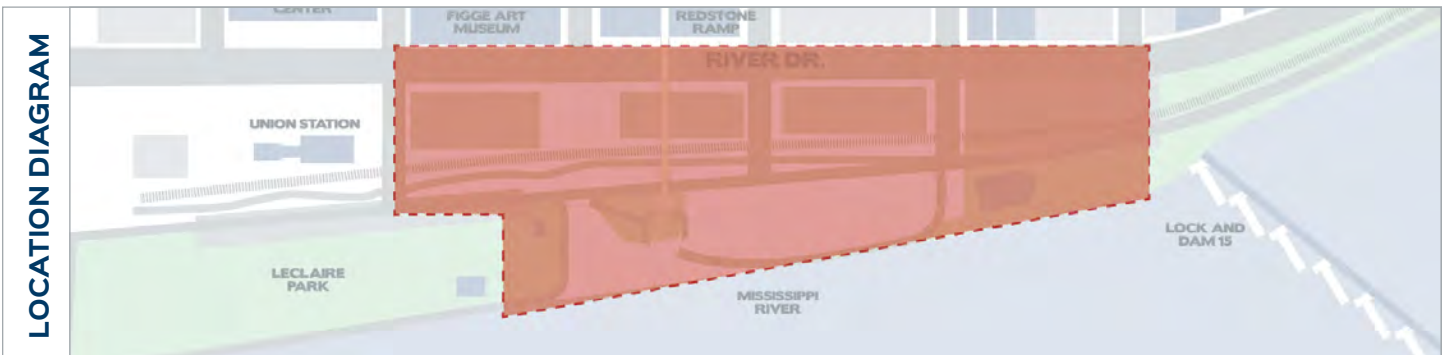 LOCATION DIAGRAM
CENTER
FIGGE ART
MUSEUM
REDSTONE
RAMP
RIVER DR.
UNION STATION
LECLAIRE
PARK
MISSISSIPPI
RIVER
LOCK AND
DAM 15